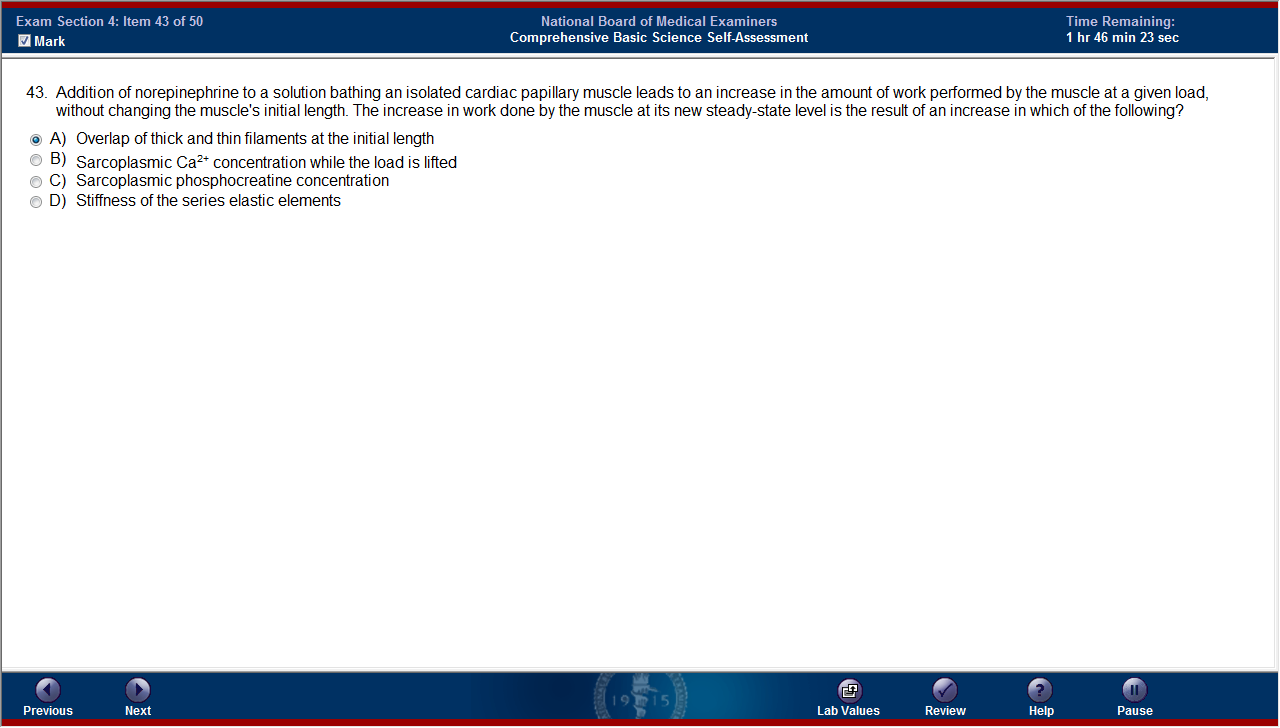 Exam Section 4: Item 43 of 50
National Board of Medical Examiners
Time Remaining:
Mark
Comprehensive Basic Science Self-Assessment
1 hr 46 min 23 sec
43. Addition of norepinephrine to a solution bathing an isolated cardiac papillary muscle leads to an increase in the amount of work performed by the muscle at a given load,
without changing the muscle's initial length. The increase in work done by the muscle at its new steady-state level is the result of an increase in which of the following?
A) Overlap of thick and thin filaments at the initial length
B) Sarcoplasmic Ca²⁺ concentration while the load is lifted
C) Sarcoplasmic phosphocreatine concentration
D) Stiffness of the series elastic elements
1915
Previous
Next
Lab Values
Review
Help
Pause